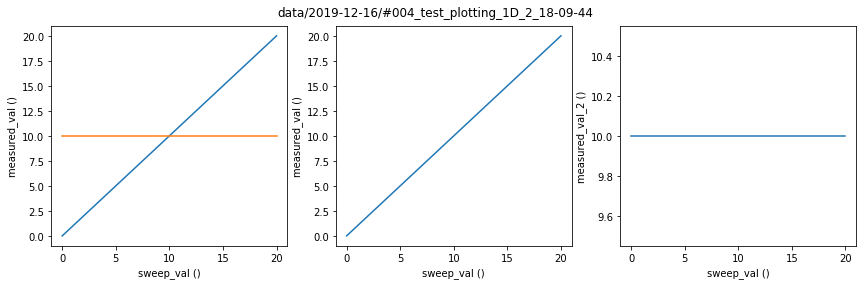 data/2019-12-16/#004_test_plotting_1D_2_18-09-44
measured_val ()
20.0
17.5
15.0
12.5
10.0
7.5
5.0
2.5
0.0
0 5 10 15 20
sweep_val ()
measured_val ()
20.0
17.5
15.0
12.5
10.0
7.5
5.0
2.5
0.0
0 5 10 15 20
sweep_val ()
measured_val_2 ()
10.4
10.2
10.0
9.8
9.6
0 5 10 15 20
sweep_val ()